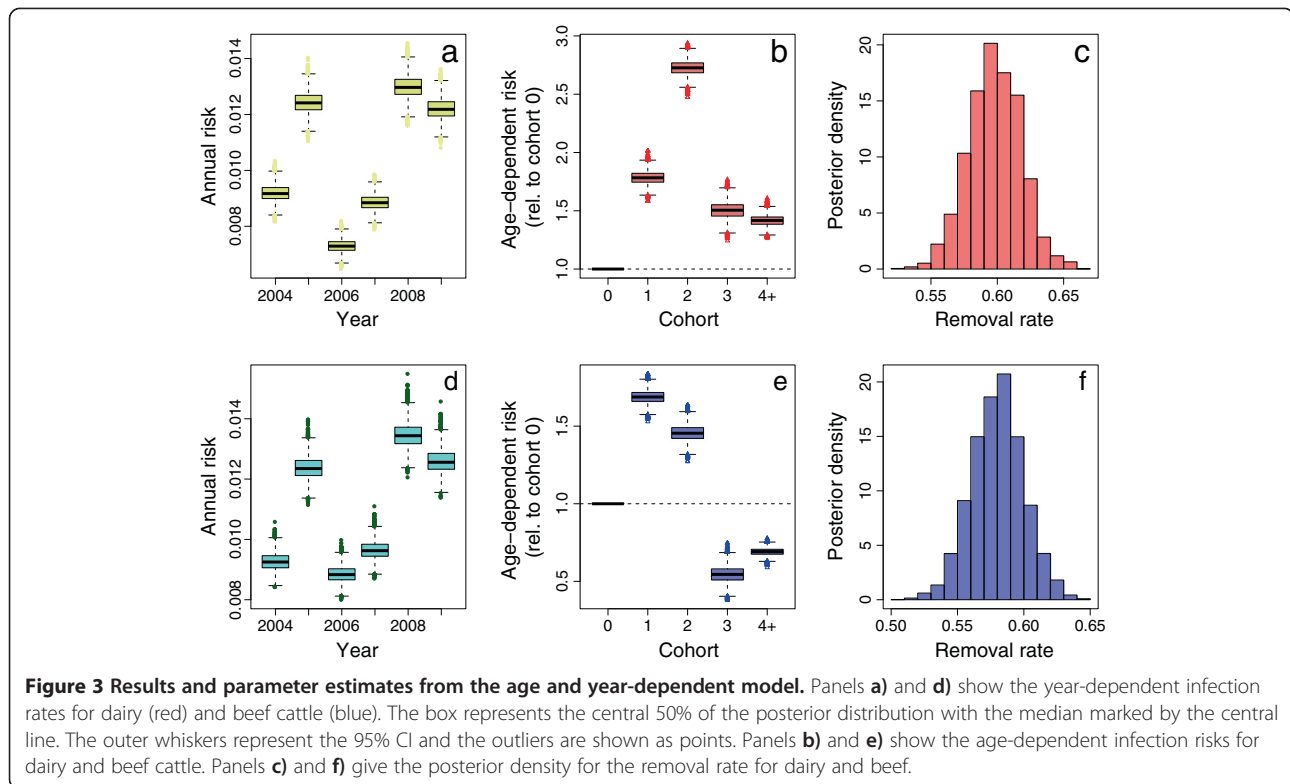 a
Annual risk
0.014
0.012
0.010
0.008
2004
2006
2008
Year
b
Age-dependent risk
(rel. to cohort 0)
3.0
2.5
2.0
1.5
1.0
0
1
2
3
4+
Cohort
c
Posterior density
20
15
10
5
0
0.55
0.60
0.65
Removal rate
d
Annual risk
0.014
0.012
0.010
0.008
2004
2006
2008
Year
e
Age-dependent risk
(rel. to cohort 0)
1.5
1.0
0.5
0
1
2
3
4+
Cohort
f
Posterior density
20
15
10
5
0
0.50
0.55
0.60
0.65
Removal rate
Figure 3 Results and parameter estimates from the age and year-dependent model. Panels a) and d) show the year-dependent infection
rates for dairy (red) and beef cattle (blue). The box represents the central 50% of the posterior distribution with the median marked by the central
line. The outer whiskers represent the 95% CI and the outliers are shown as points. Panels b) and e) show the age-dependent infection risks for
dairy and beef cattle. Panels c) and f) give the posterior density for the removal rate for dairy and beef.